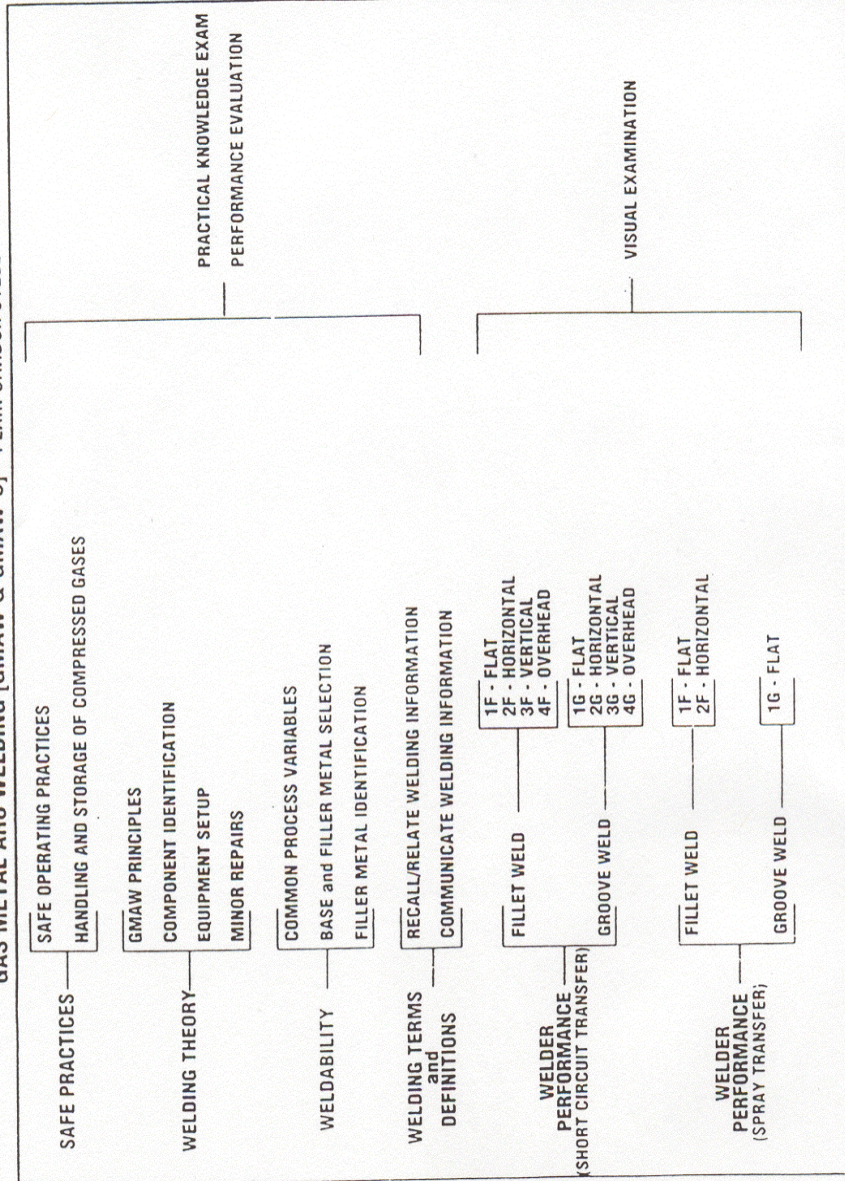 GAS METAL ARC WELDING [GMAW & GMAW-S] - PLAIN CARBON STEEL
SAFE PRACTICES
SAFE OPERATING PRACTICES
HANDLING AND STORAGE OF COMPRESSED GASES
WELDING THEORY
GMAW PRINCIPLES
COMPONENT IDENTIFICATION
EQUIPMENT SETUP
MINOR REPAIRS
WELDABILITY
COMMON PROCESS VARIABLES
BASE and FILLER METAL SELECTION
FILLER METAL IDENTIFICATION
WELDING TERMS
and
DEFINITIONS
RECALL/RELATE WELDING INFORMATION
COMMUNICATE WELDING INFORMATION
PRACTICAL KNOWLEDGE EXAM
PERFORMANCE EVALUATION
WELDER
PERFORMANCE
(SHORT CIRCUIT TRANSFER)
FILLET WELD
1F - FLAT
2F - HORIZONTAL
3F - VERTICAL
4F - OVERHEAD
GROOVE WELD
1G - FLAT
2G - HORIZONTAL
3G - VERTICAL
4G - OVERHEAD
WELDER
PERFORMANCE
(SPRAY TRANSFER;
FILLET WELD
1F - FLAT
2F - HORIZONTAL
GROOVE WELD
1G - FLAT
VISUAL EXAMINATION